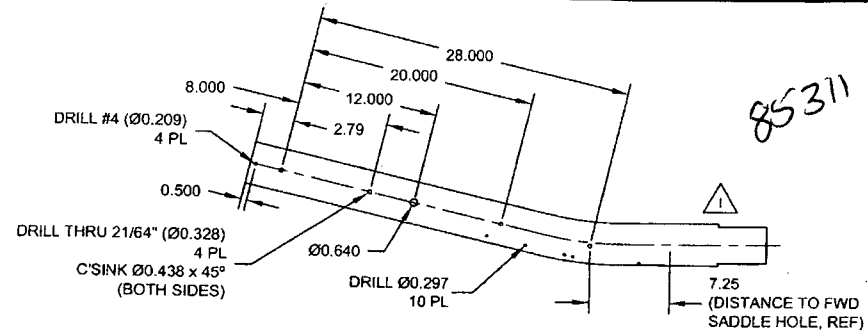 28.000
20.000
8.000
12.000
2.79
85311
DRILL #4 (Ø0.209)
4 PL
0.500
1
DRILL THRU 21/64" (Ø0.328)
4 PL
C'SINK Ø0.438 x 45°
(BOTH SIDES)
Ø0.640
DRILL Ø0.297
10 PL
7.25
(DISTANCE TO FWD
SADDLE HOLE, REF)